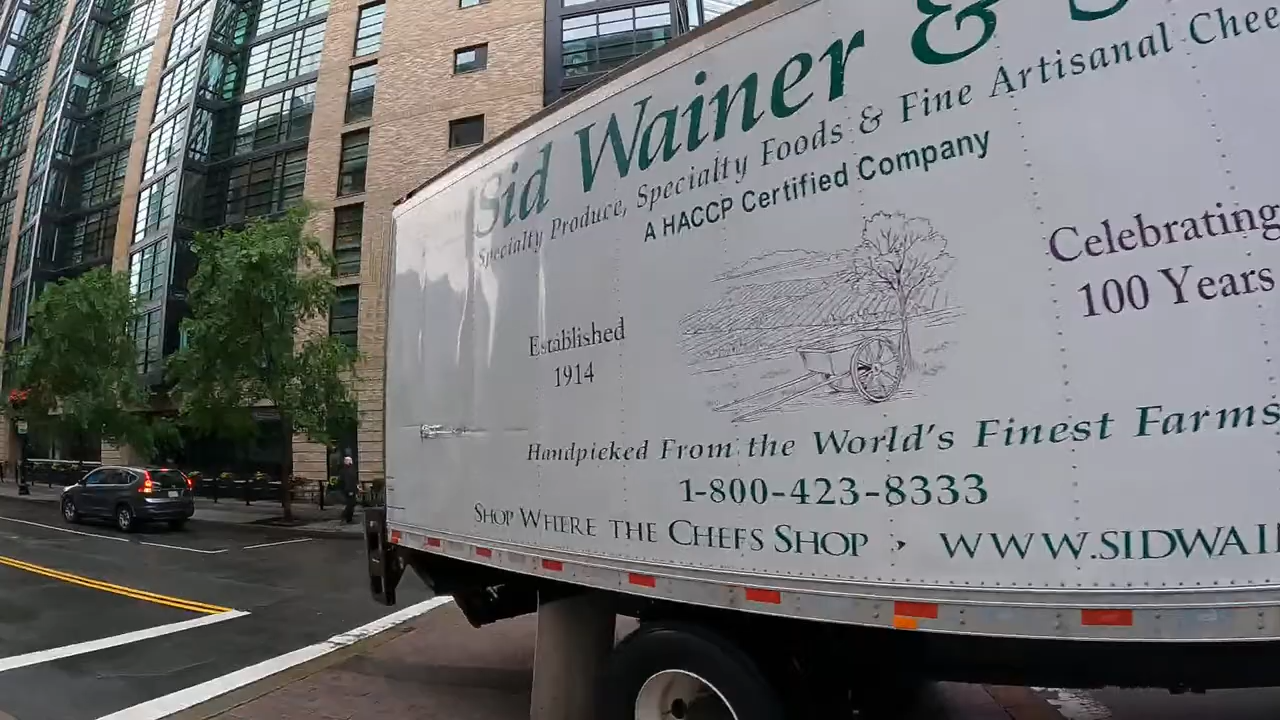 Sid Wainer &
Specialty Produce, Specialty Foods & Fine Artisanal Chee
A HACCP Certified Company
Celebrating
100 Years
Established
1914
Handpicked From the World's Finest Farms
1-800-423-8333
SHOP WHERE THE CHEFS SHOP › WWW.SIDWAI